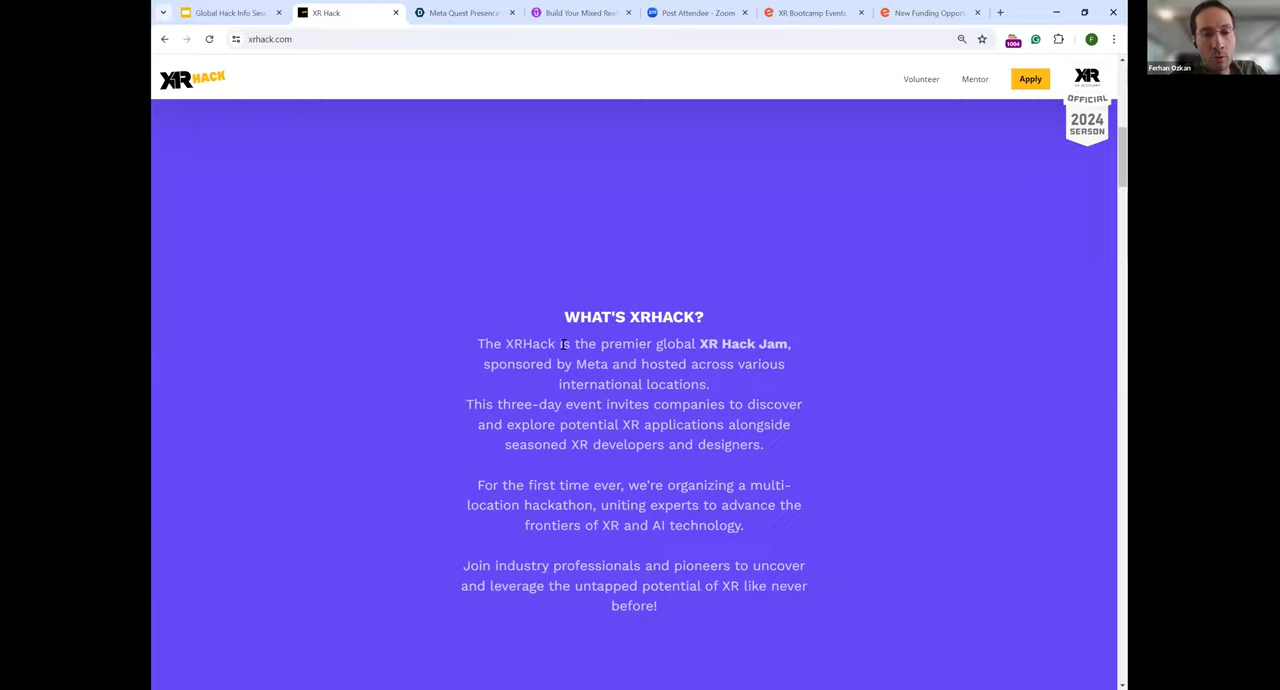 Global Hack Info Sess
XR Hack
Meta Quest Presence
Build Your Mixed Re
Post Attendee - Zoom
XR Bootcamp Events
New Funding Opport
xrhack.com
1004
F
XR HACK
Volunteer
Mentor
Apply
XR
OFFICIAL
2024
SEASON
Ferhan Ozkan
WHAT'S XRHACK?
The XRHack is the premier global XR Hack Jam,
sponsored by Meta and hosted across various
international locations.
This three-day event invites companies to discover
and explore potential XR applications alongside
seasoned XR developers and designers.
For the first time ever, we're organizing a multi-
location hackathon, uniting experts to advance the
frontiers of XR and AI technology.
Join industry professionals and pioneers to uncover
and leverage the untapped potential of XR like never
before!